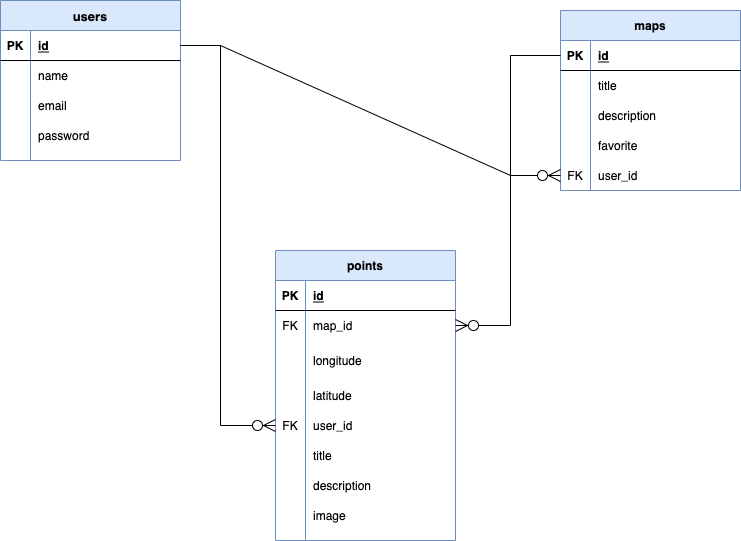 users
PK id
name
email
password
maps
PK id
title
description
favorite
FK user_id
points
PK id
FK map_id
longitude
latitude
FK user_id
title
description
image